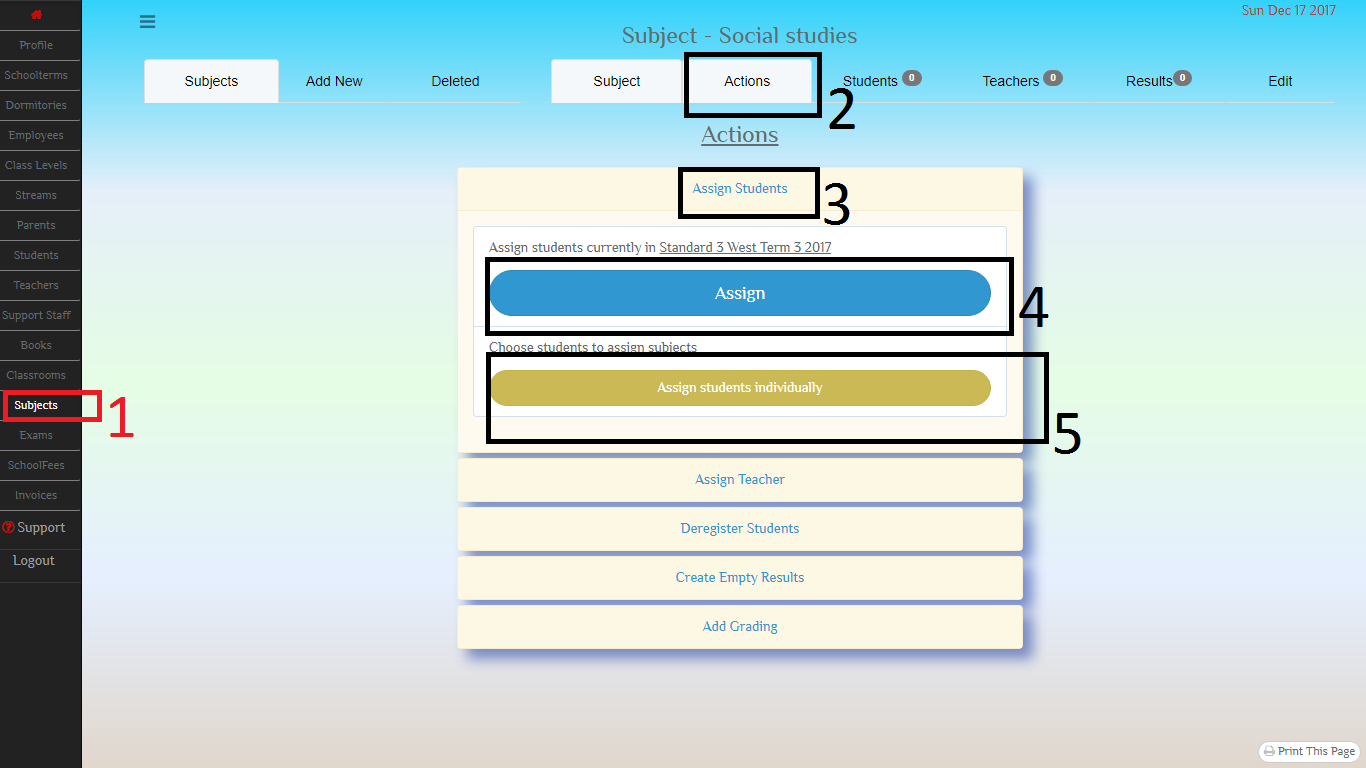 Sun Dec 17 2017
Subject - Social studies
Subjects Add New Deleted Subject Actions Students 0 Teachers 0 Results 0 Edit
2
Actions
Assign Students
3
Assign students currently in Standard 3 West Term 3 2017
Assign
4
Choose students to assign subjects
Assign students individually
5
Assign Teacher
Deregister Students
Create Empty Results
Add Grading
Profile
Schoolterms
Dormitories
Employees
Class Levels
Streams
Parents
Students
Teachers
Support Staff
Books
Classrooms
Subjects
1
Exams
SchoolFees
Invoices
? Support
Logout
Print This Page